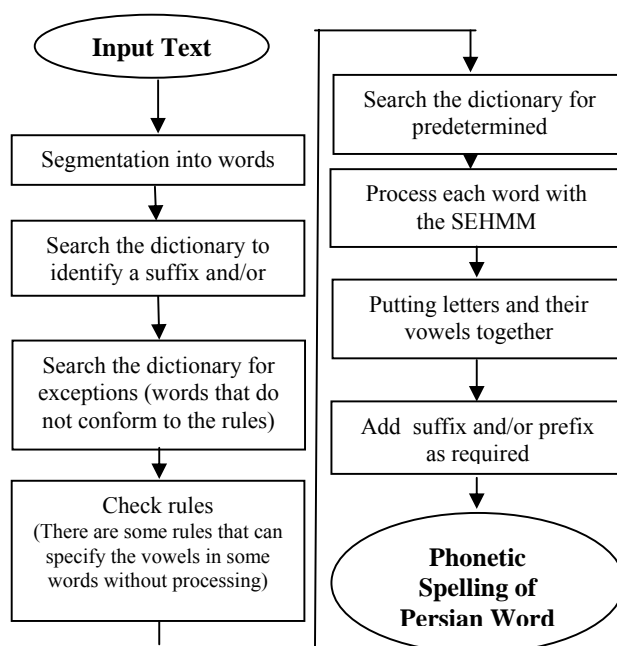 Input Text
Segmentation into words
Search the dictionary to
identify a suffix and/or
Search the dictionary for
exceptions (words that do
not conform to the rules)
Check rules
(There are some rules that can
specify the vowels in some
words without processing)
Search the dictionary for
predetermined
Process each word with
the SEHMM
Putting letters and their
vowels together
Add suffix and/or prefix
as required
Phonetic
Spelling of
Persian Word